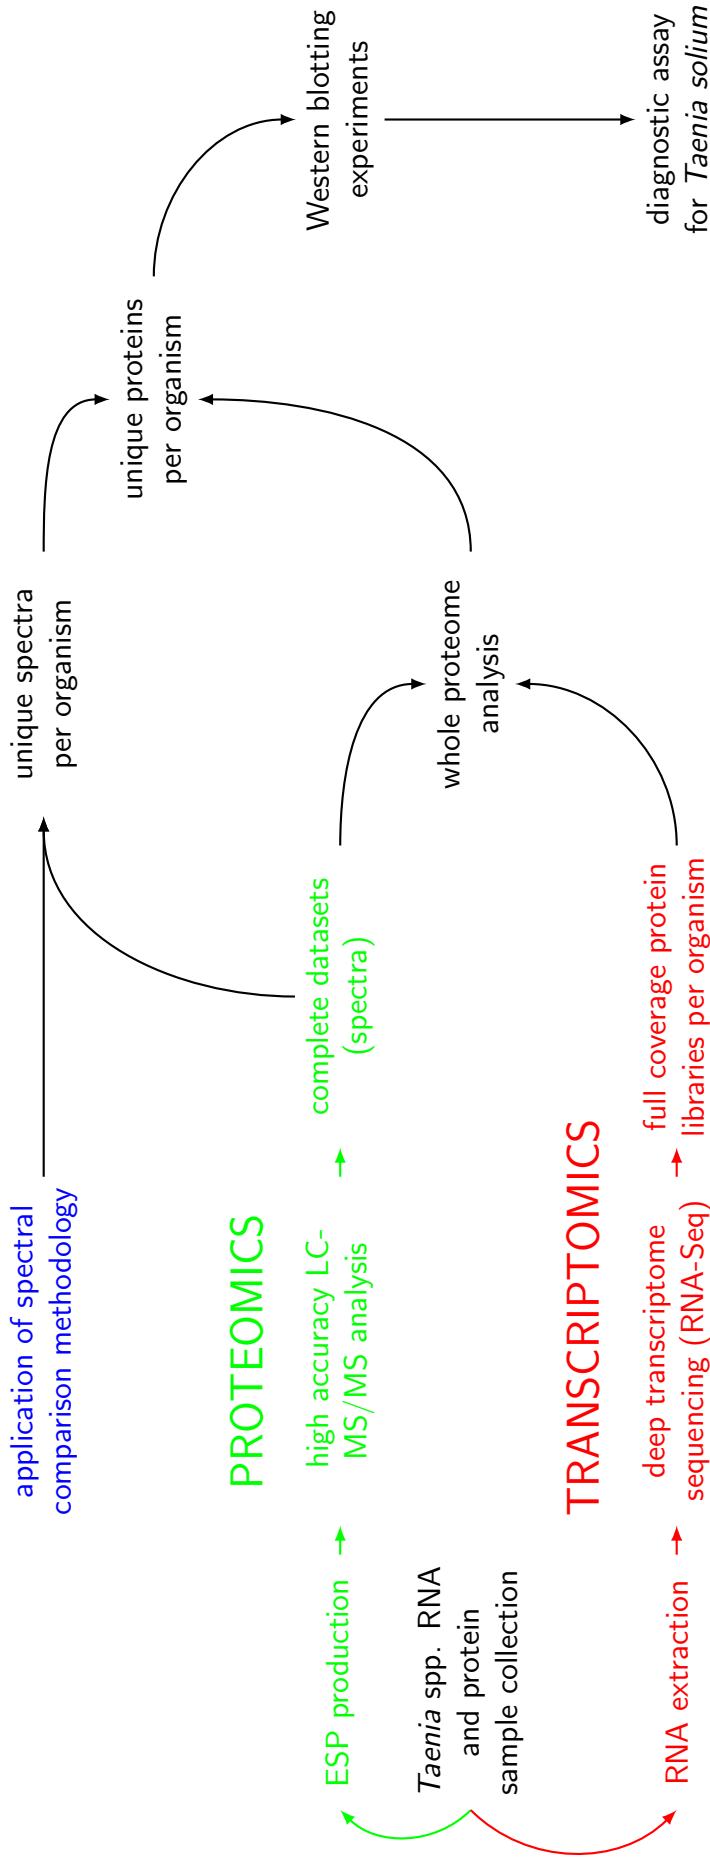 application of spectral
comparison methodology
unique spectra
per organism
unique proteins
per organism
Western blotting
experiments
diagnostic assay
for Taenia solium
PROTEOMICS
ESP production
high accuracy LC-
MS/MS analysis
complete datasets
(spectra)
Taenia spp. RNA
and protein
sample collection
whole proteome
analysis
TRANSCRIPTOMICS
RNA extraction
deep transcriptome
sequencing (RNA-Seq)
full coverage protein
libraries per organism